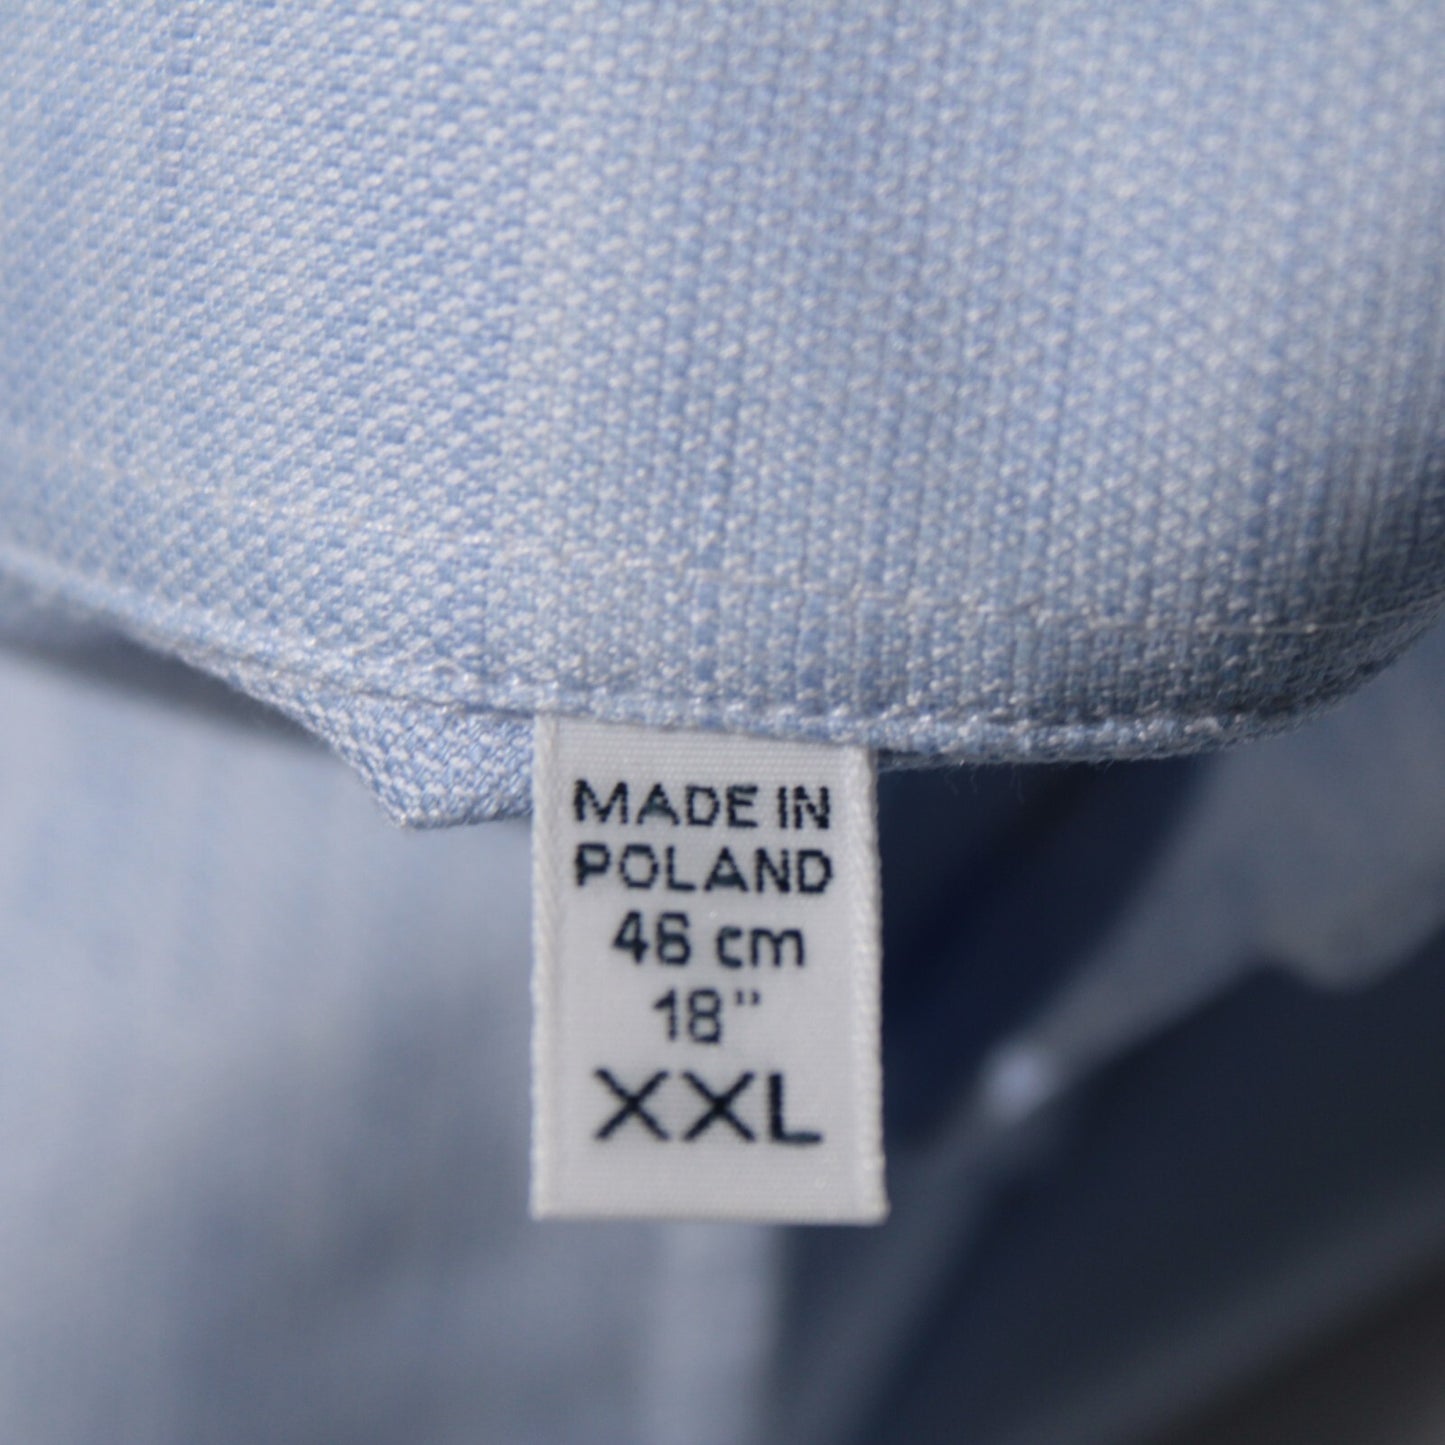 MADE IN
POLAND
46 cm
18"
XXL